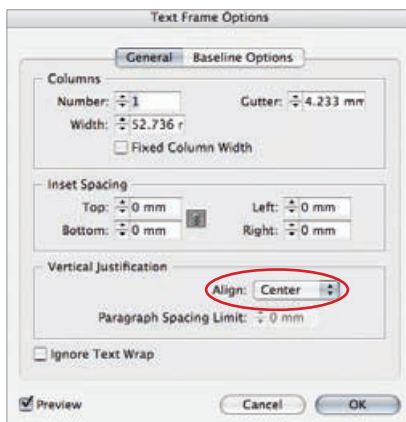 Text Frame Options
General Baseline Options
Columns
Number: 1 Gutter: 4.233 mm
Width: 52.736 r
Fixed Column Width
Inset Spacing
Top: 0 mm Left: 0 mm
Bottom: 0 mm Right: 0 mm
Vertical Justification
Align: Center
Paragraph Spacing Limit: 0 mm
Ignore Text Wrap
Preview Cancel OK